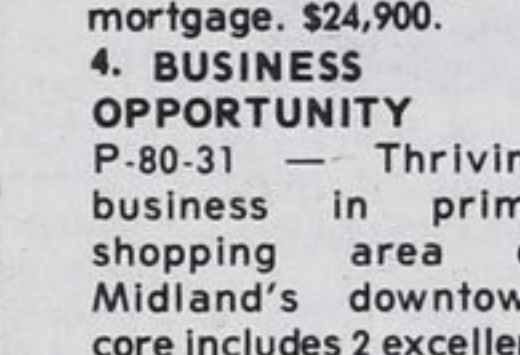 mortgage. $24,900.
4. BUSINESS
OPPORTUNITY
P-80-31 —
business in
shopping area
Midland's
core includes 2